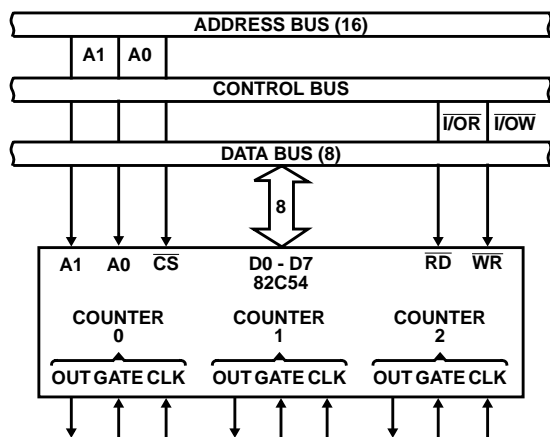 ADDRESS BUS (16)
A1 A0
CONTROL BUS
I/OR I/OW
DATA BUS (8)
8
A1 A0 CS D0 - D7 RD WR
82C54
COUNTER 0 COUNTER 1 COUNTER 2
OUT GATE CLK OUT GATE CLK OUT GATE CLK